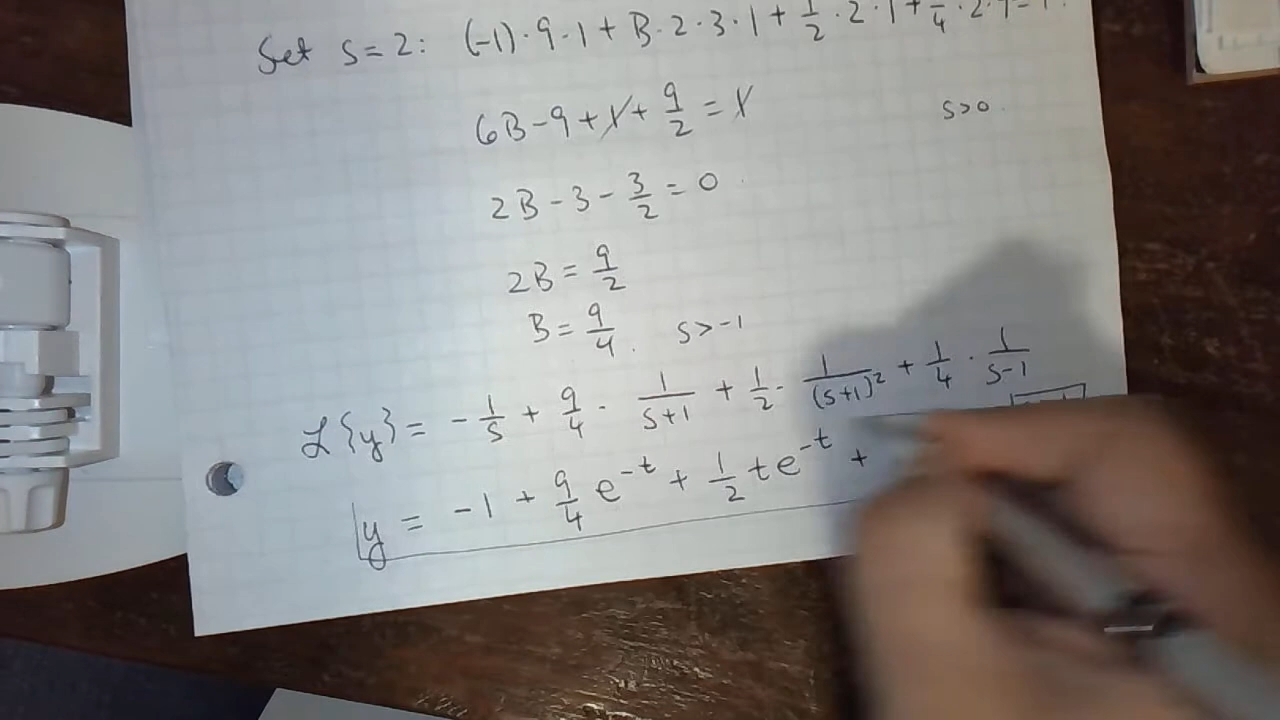 Set s=2: (-1)·9·1 + B·2·3·1 + 1/2·2·1 + /4·2·9=1.
6B-9+1+9/2=1
s>0.
2B-3-3/2=0.
2B=9/2
B=9/4. s>-1
ℒ{y}= -1/s + 9/4 · 1/(s+1) + 1/2 · 1/(s+1)² + 1/4 · 1/(s-1)
y = -1 + 9/4 e^{-t} + 1/2 te^{-t} +